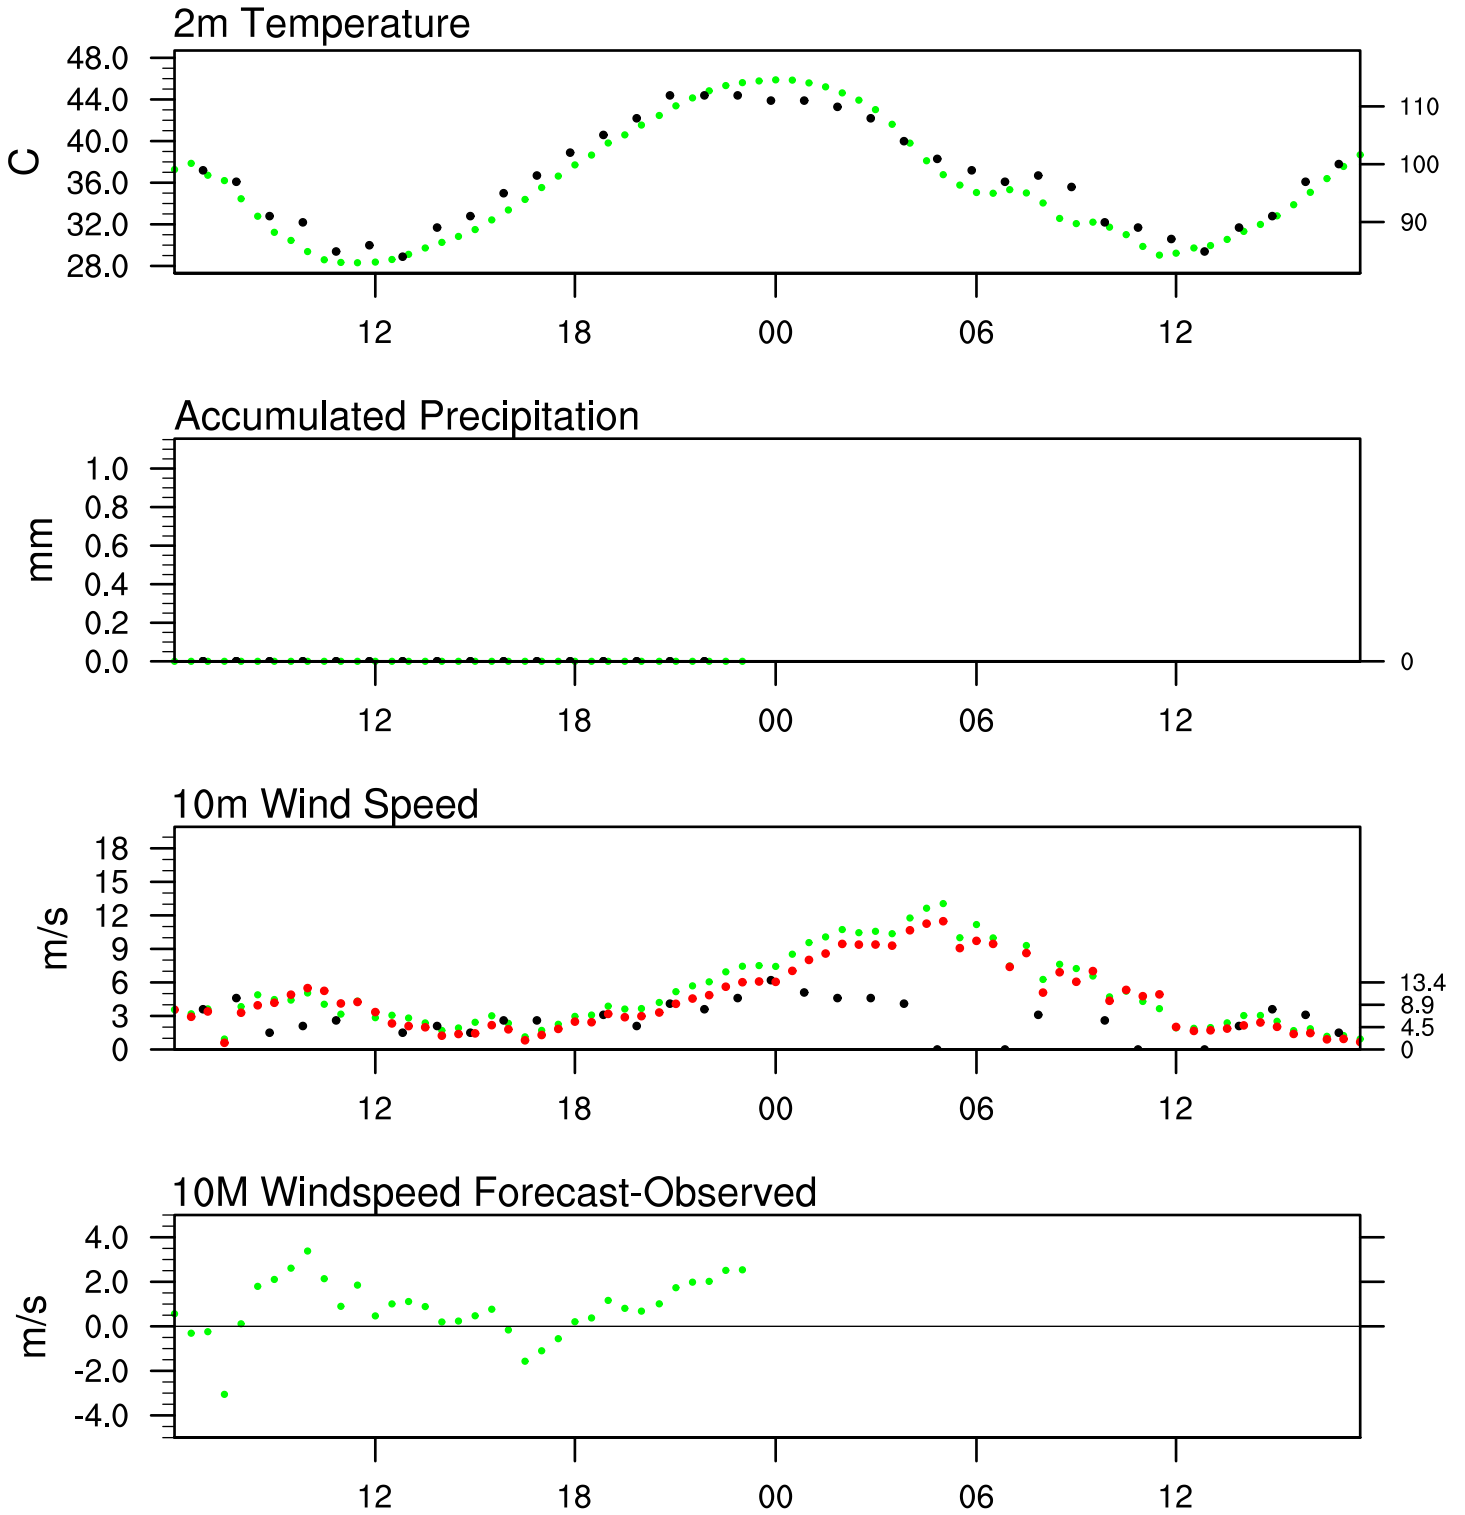 2m Temperature
48.0
44.0
40.0
36.0
32.0
28.0
C
110
100
90
12 18 00 06 12
Accumulated Precipitation
1.0
0.8
0.6
0.4
0.2
0.0
mm
0
12 18 00 06 12
10m Wind Speed
18
15
12
9
6
3
0
m/s
13.4
8.9
4.5
0
12 18 00 06 12
10M Windspeed Forecast-Observed
4.0
2.0
0.0
-2.0
-4.0
m/s
12 18 00 06 12